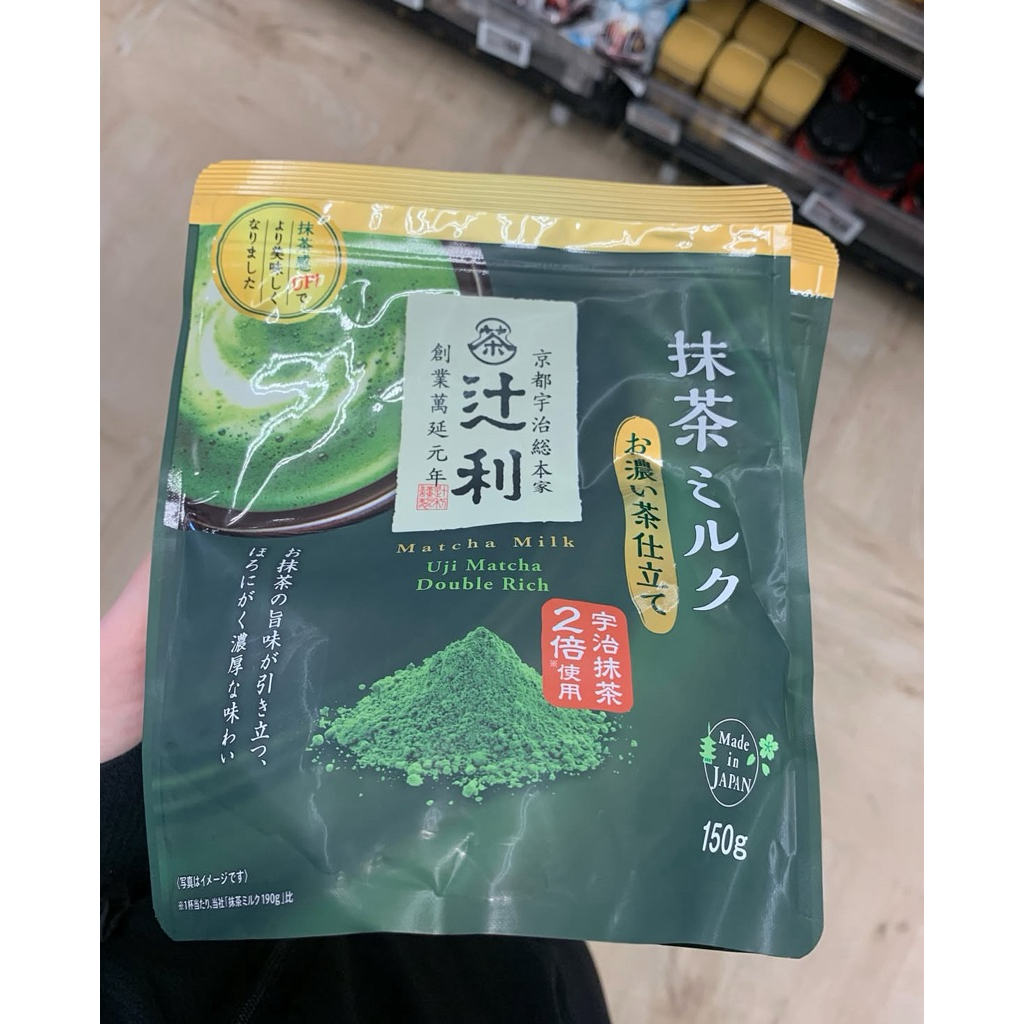 抹茶感UPで
より美味しく
なりました
茶
京都宇治総本家
辻利
創業萬延元年
抹茶ミルク
お濃い茶仕立て
Matcha Milk
Uji Matcha
Double Rich
宇治抹茶
2倍※使用
お抹茶の旨味が引き立つ、
ほろにがく濃厚な味わい
Made
in
JAPAN
150g
(写真はイメージです)
※1杯当たり、当社「抹茶ミルク190g」比